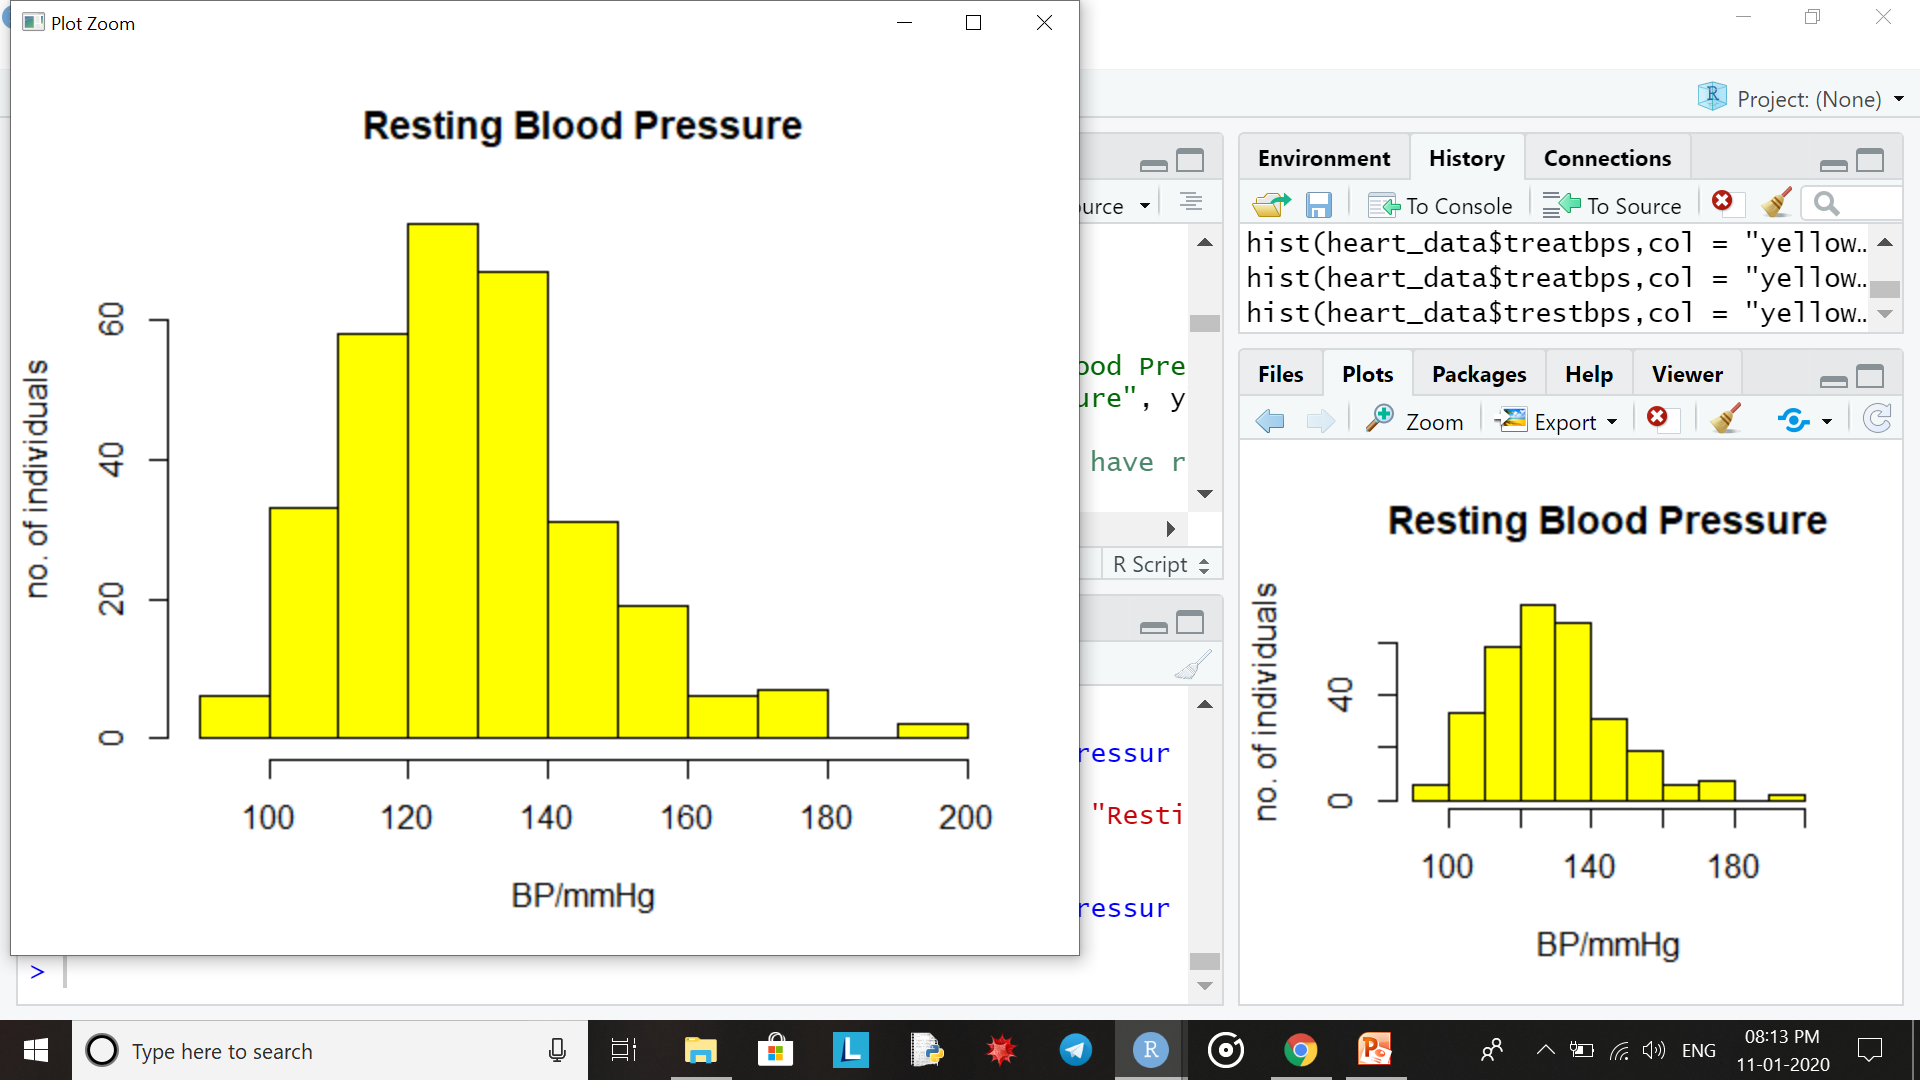 Plot Zoom
Resting Blood Pressure
60
40
20
0
no. of individuals
100 120 140 160 180 200
BP/mmHg
>
Project: (None)
Environment History Connections
To Console To Source
hist(heart_data$treatbps,col = "yellow…
hist(heart_data$treatbps,col = "yellow…
hist(heart_data$trestbps,col = "yellow…
urce
ood Pre
ure", y
have r
R Script
ressur
"Resti
ressur
Files Plots Packages Help Viewer
Zoom Export
Resting Blood Pressure
40
0
no. of individuals
100 140 180
BP/mmHg
Type here to search
L
R
ENG
08:13 PM
11-01-2020